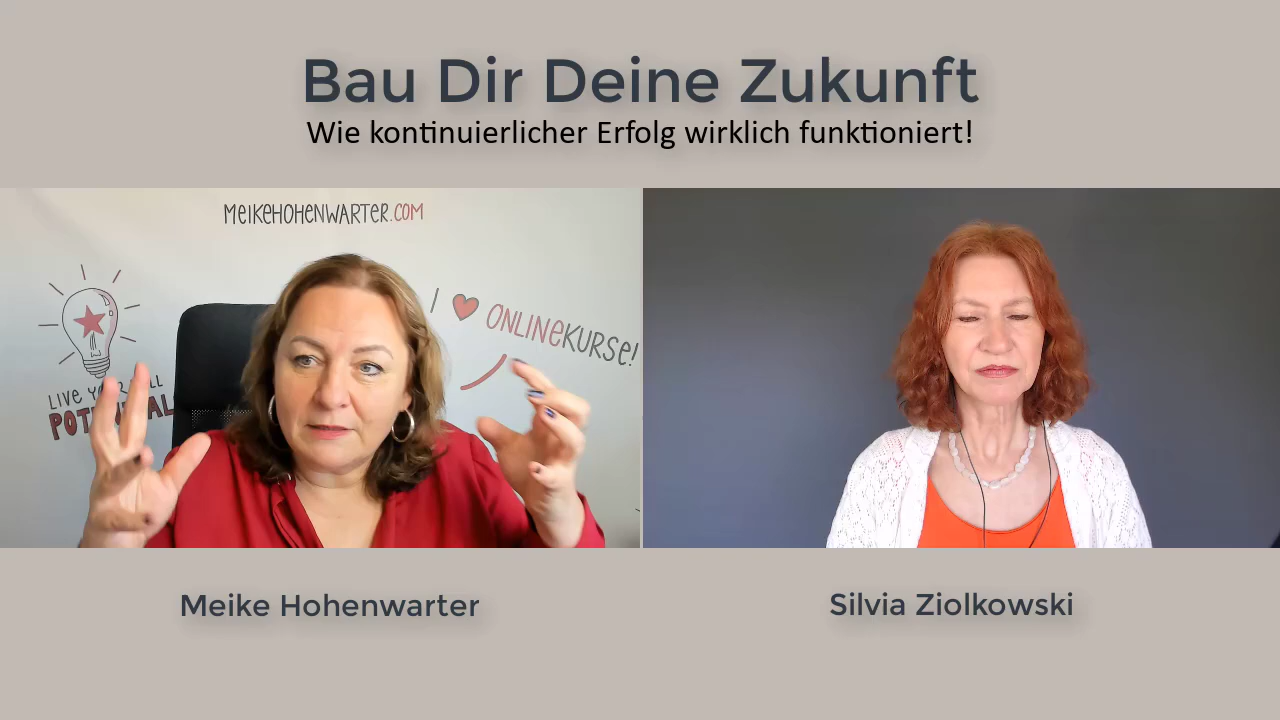 Bau Dir Deine Zukunft
Wie kontinuierlicher Erfolg wirklich funktioniert!
MEIKEHOHENWARTER.COM
I ♥ ONLINEKURSE!
LIVE
Meike Hohenwarter
Silvia Ziolkowski